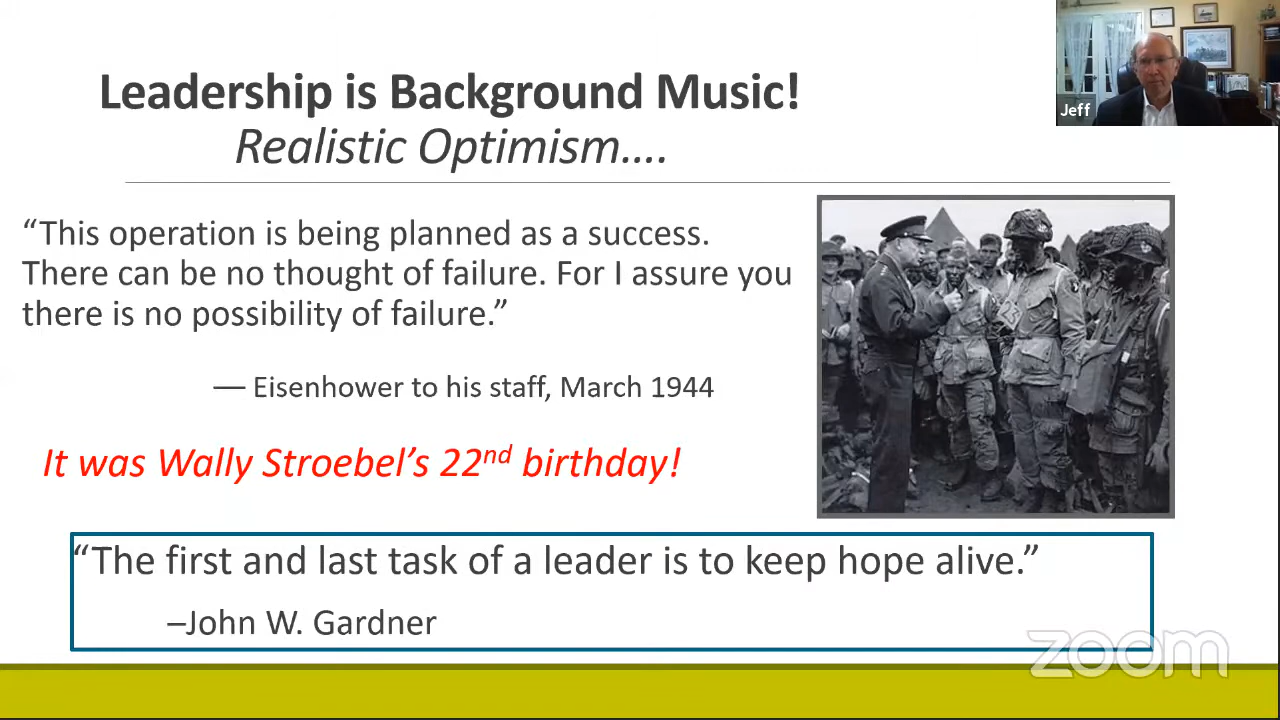 Leadership is Background Music!
Realistic Optimism....
Jeff
“This operation is being planned as a success.
There can be no thought of failure. For I assure you
there is no possibility of failure.”
— Eisenhower to his staff, March 1944
It was Wally Stroebel’s 22nd birthday!
“The first and last task of a leader is to keep hope alive.”
–John W. Gardner
zoom